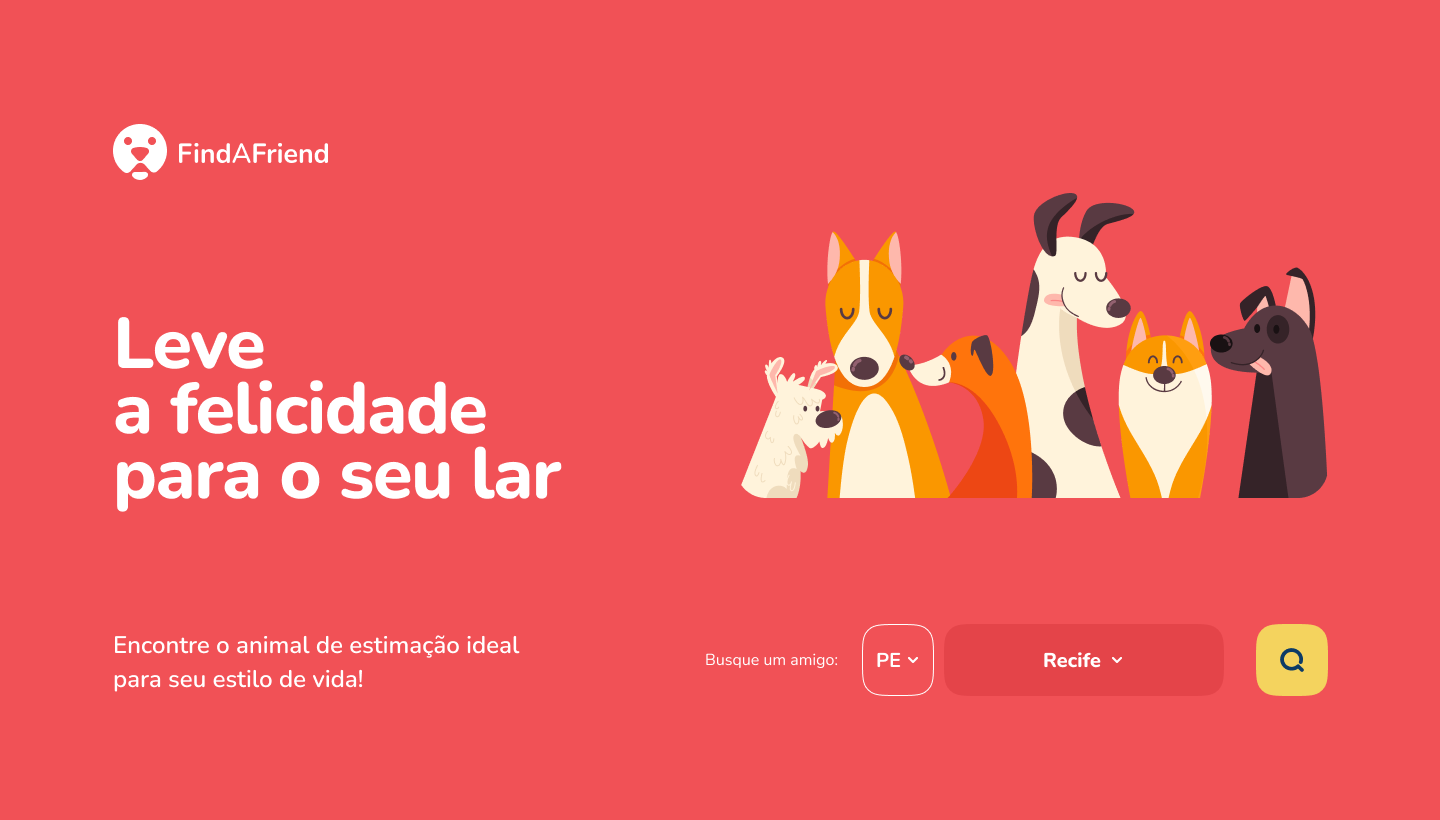 FindAFriend
Leve
a felicidade
para o seu lar
Encontre o animal de estimação ideal
para seu estilo de vida!
Busque um amigo:
PE
Recife